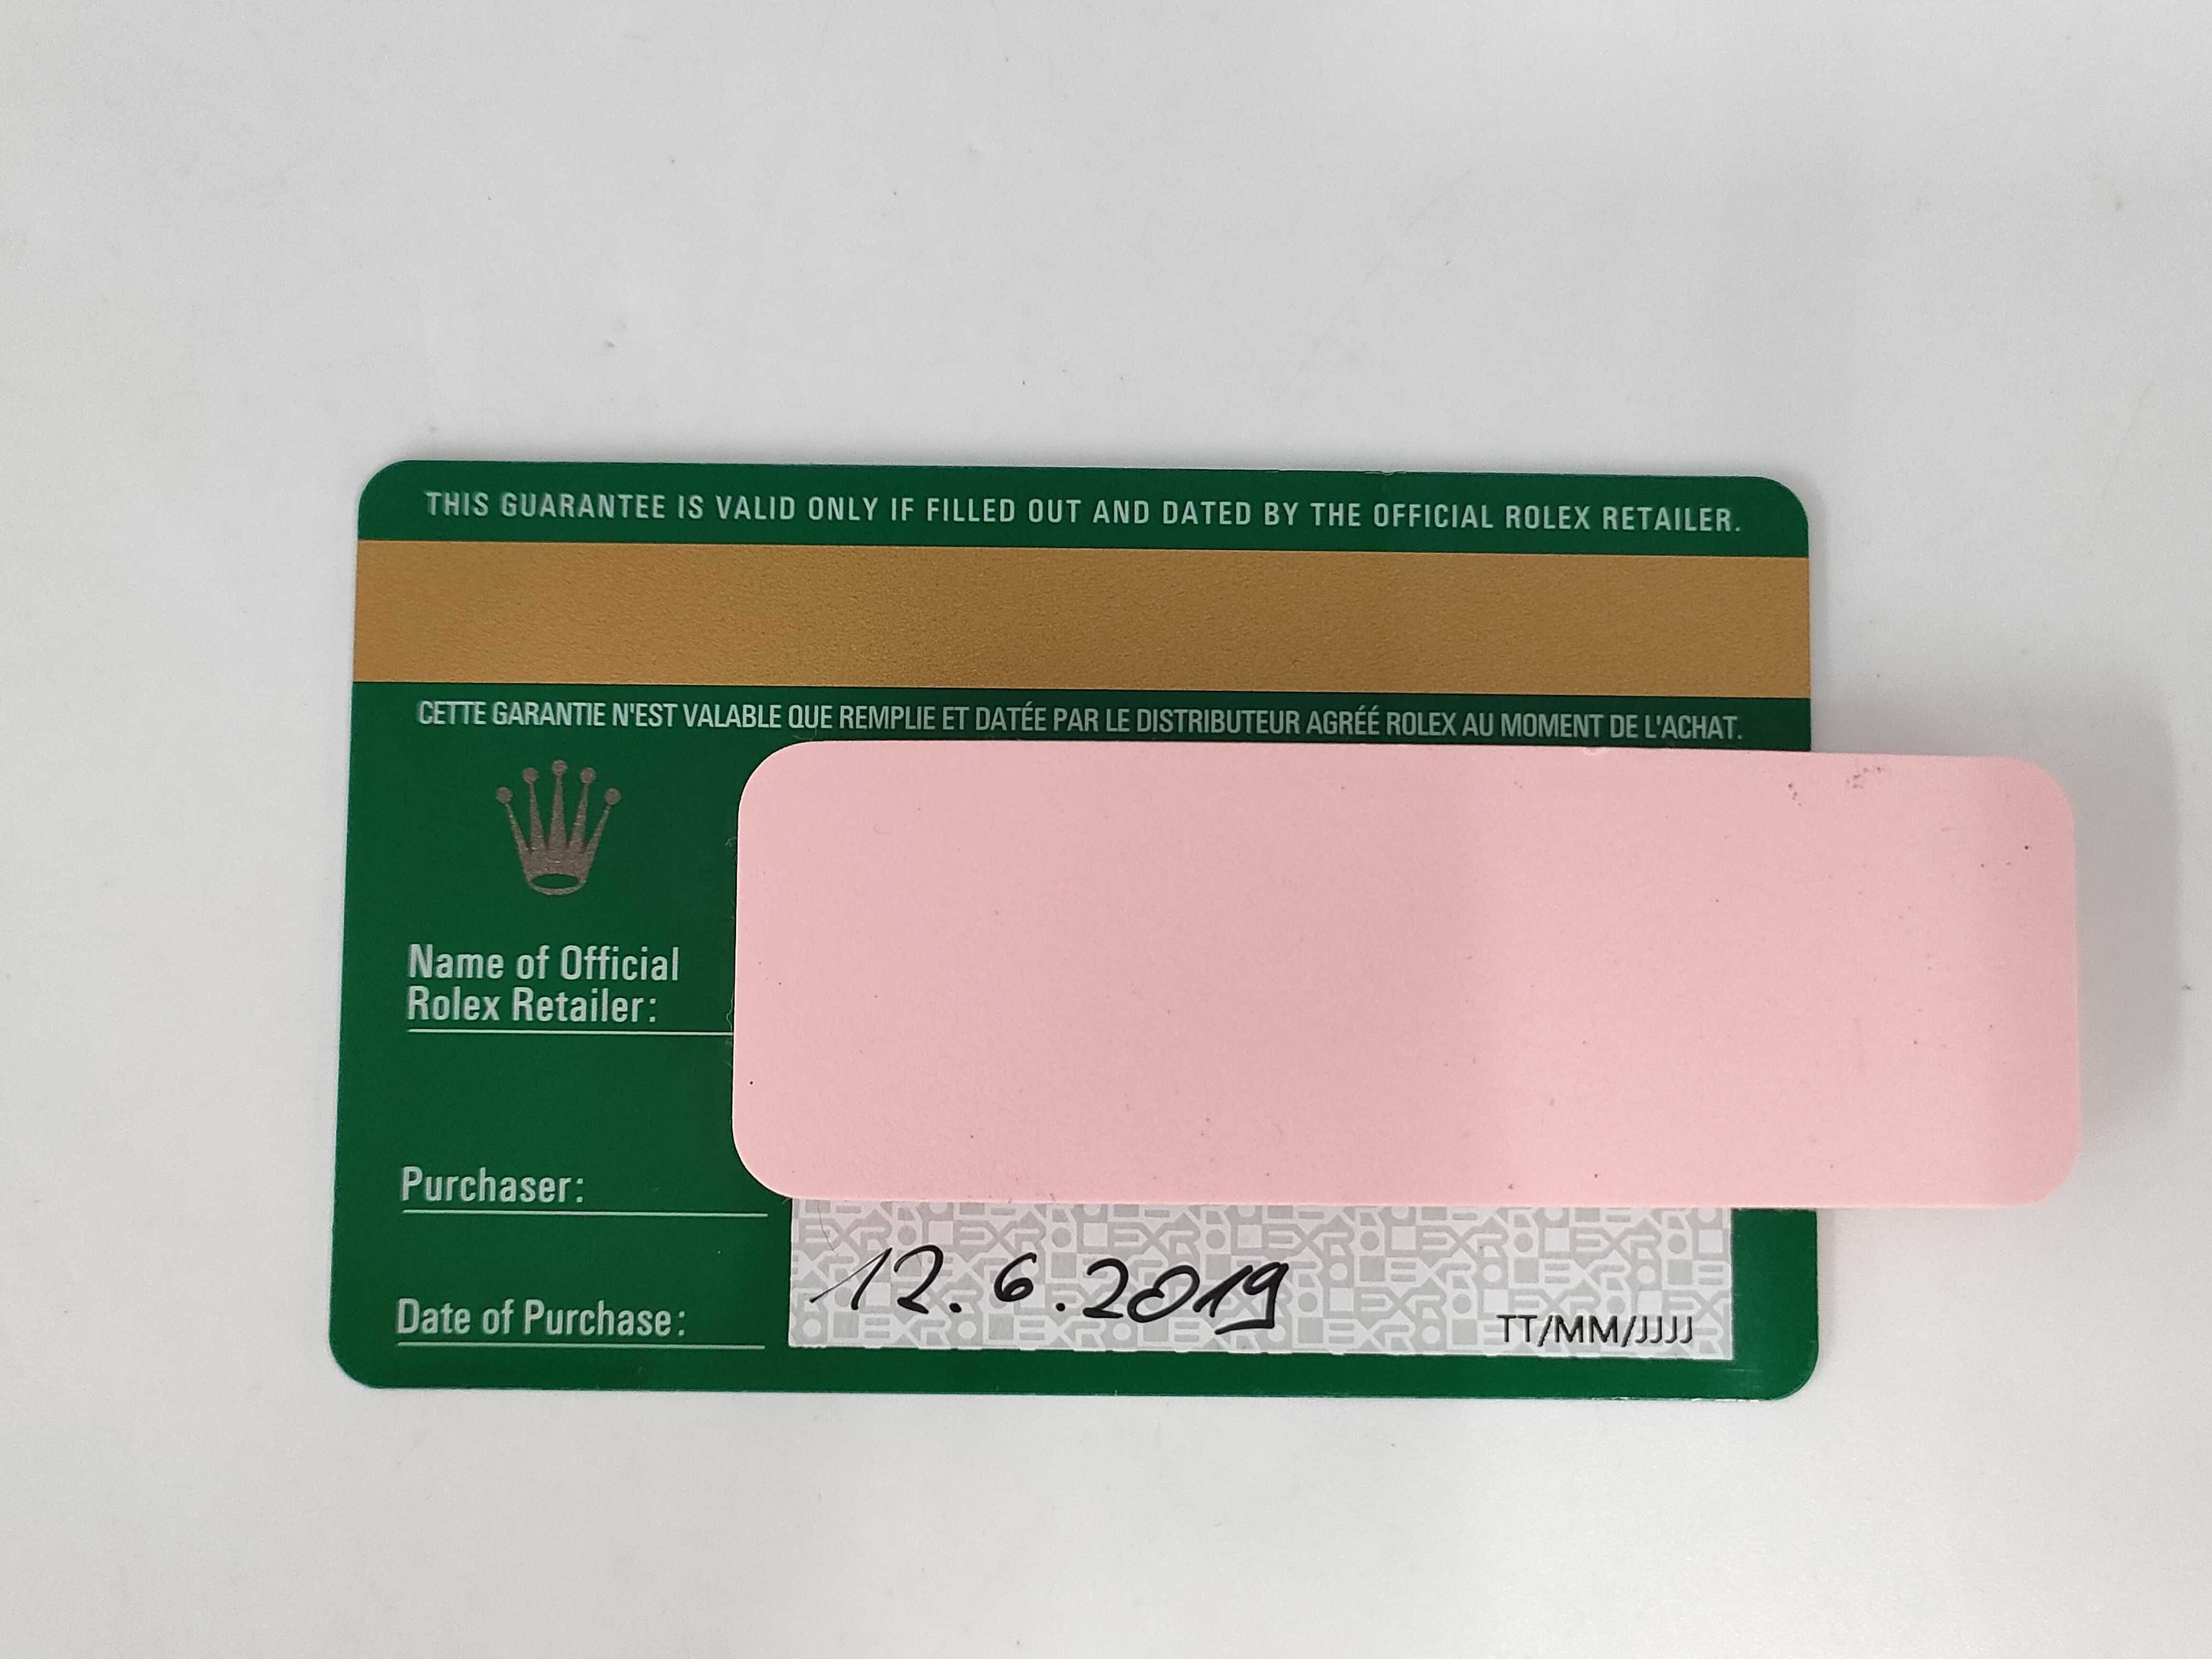 THIS GUARANTEE IS VALID ONLY IF FILLED OUT AND DATED BY THE OFFICIAL ROLEX RETAILER.
CETTE GARANTIE N'EST VALABLE QUE REMPLIE ET DATÉE PAR LE DISTRIBUTEUR AGRÉÉ ROLEX AU MOMENT DE L'ACHAT.
Name of Official
Rolex Retailer:
Purchaser:
Date of Purchase: 12.6.2019 TT/MM/JJJJ